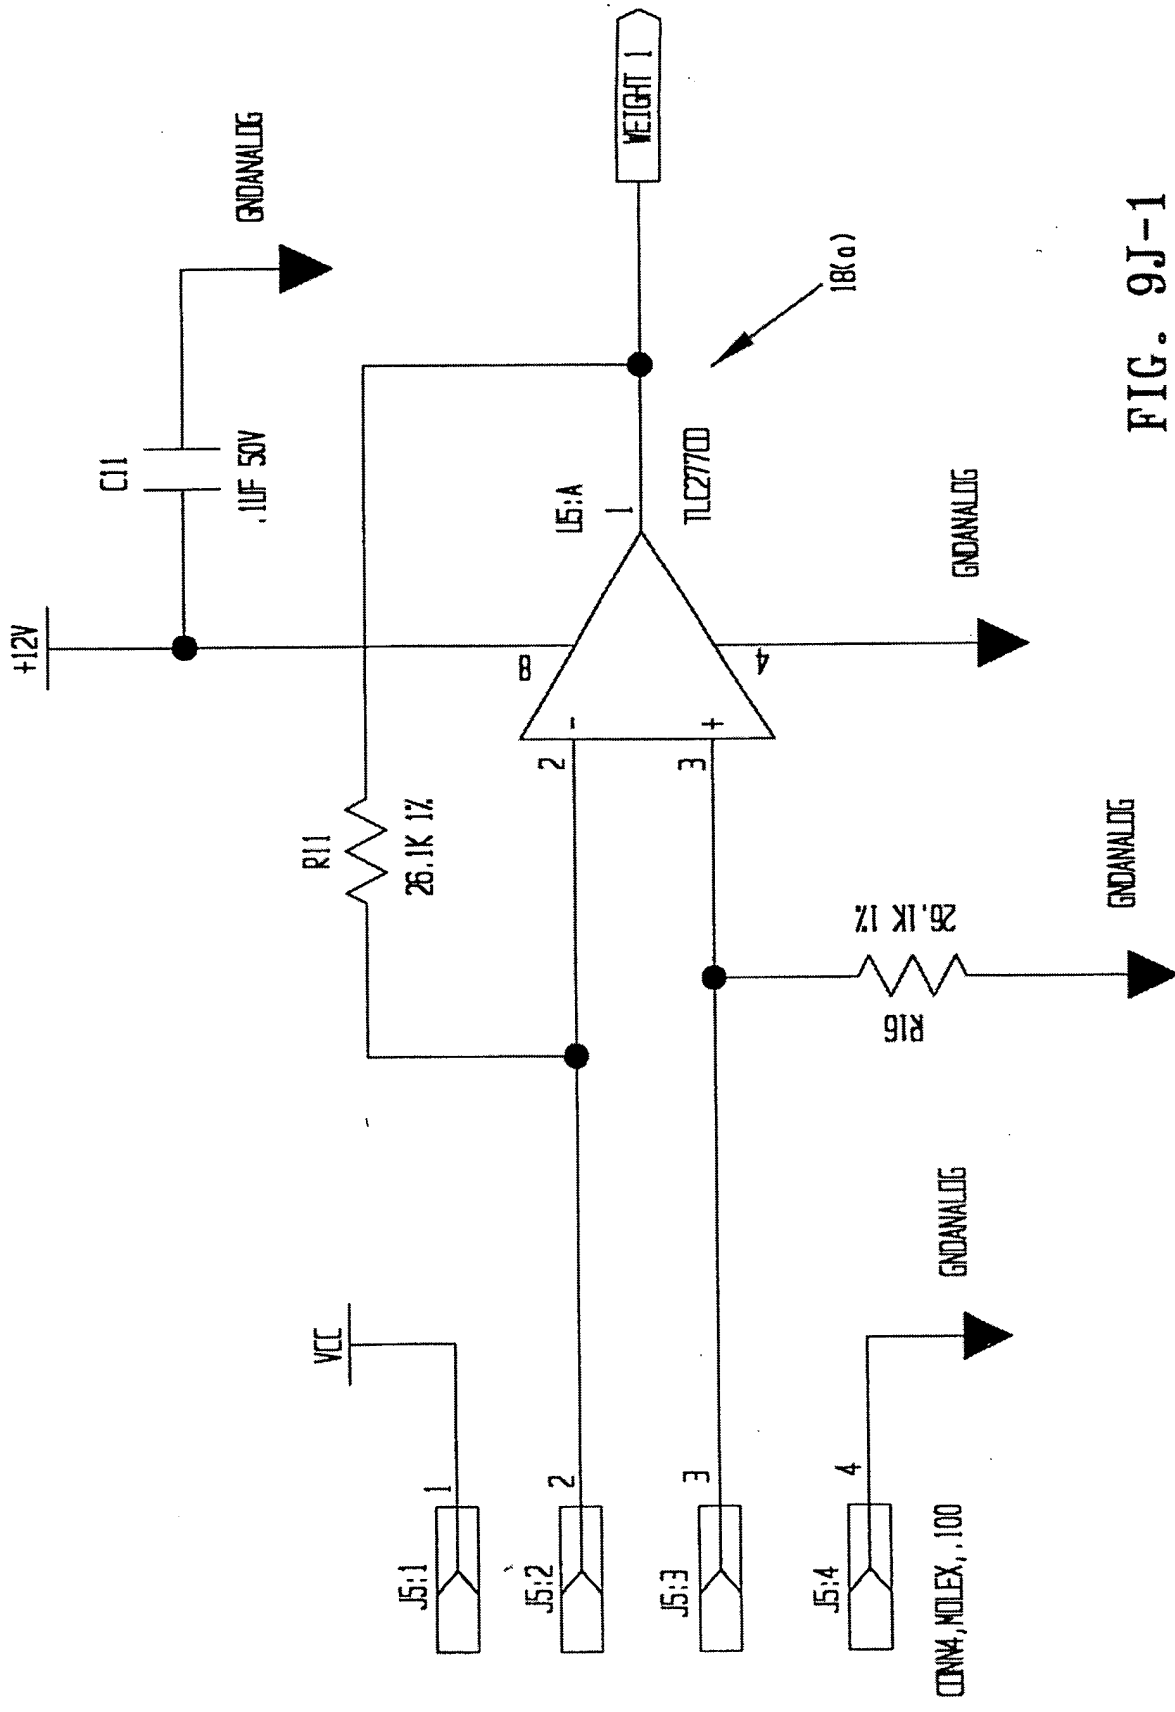 +12V
C11
.1UF 50V
GNDANALOG
R11
26.1K 1%
VCC
J5:1
1
J5:2
2
J5:3
3
J5:4
4
CONN4,MOLEX,.100
GNDANALOG
2
-
3
+
8
4
U5:A
1
TLC277CD
WEIGHT 1
18(a)
R16
26.1K 1%
GNDANALOG
GNDANALOG
FIG. 9J-1